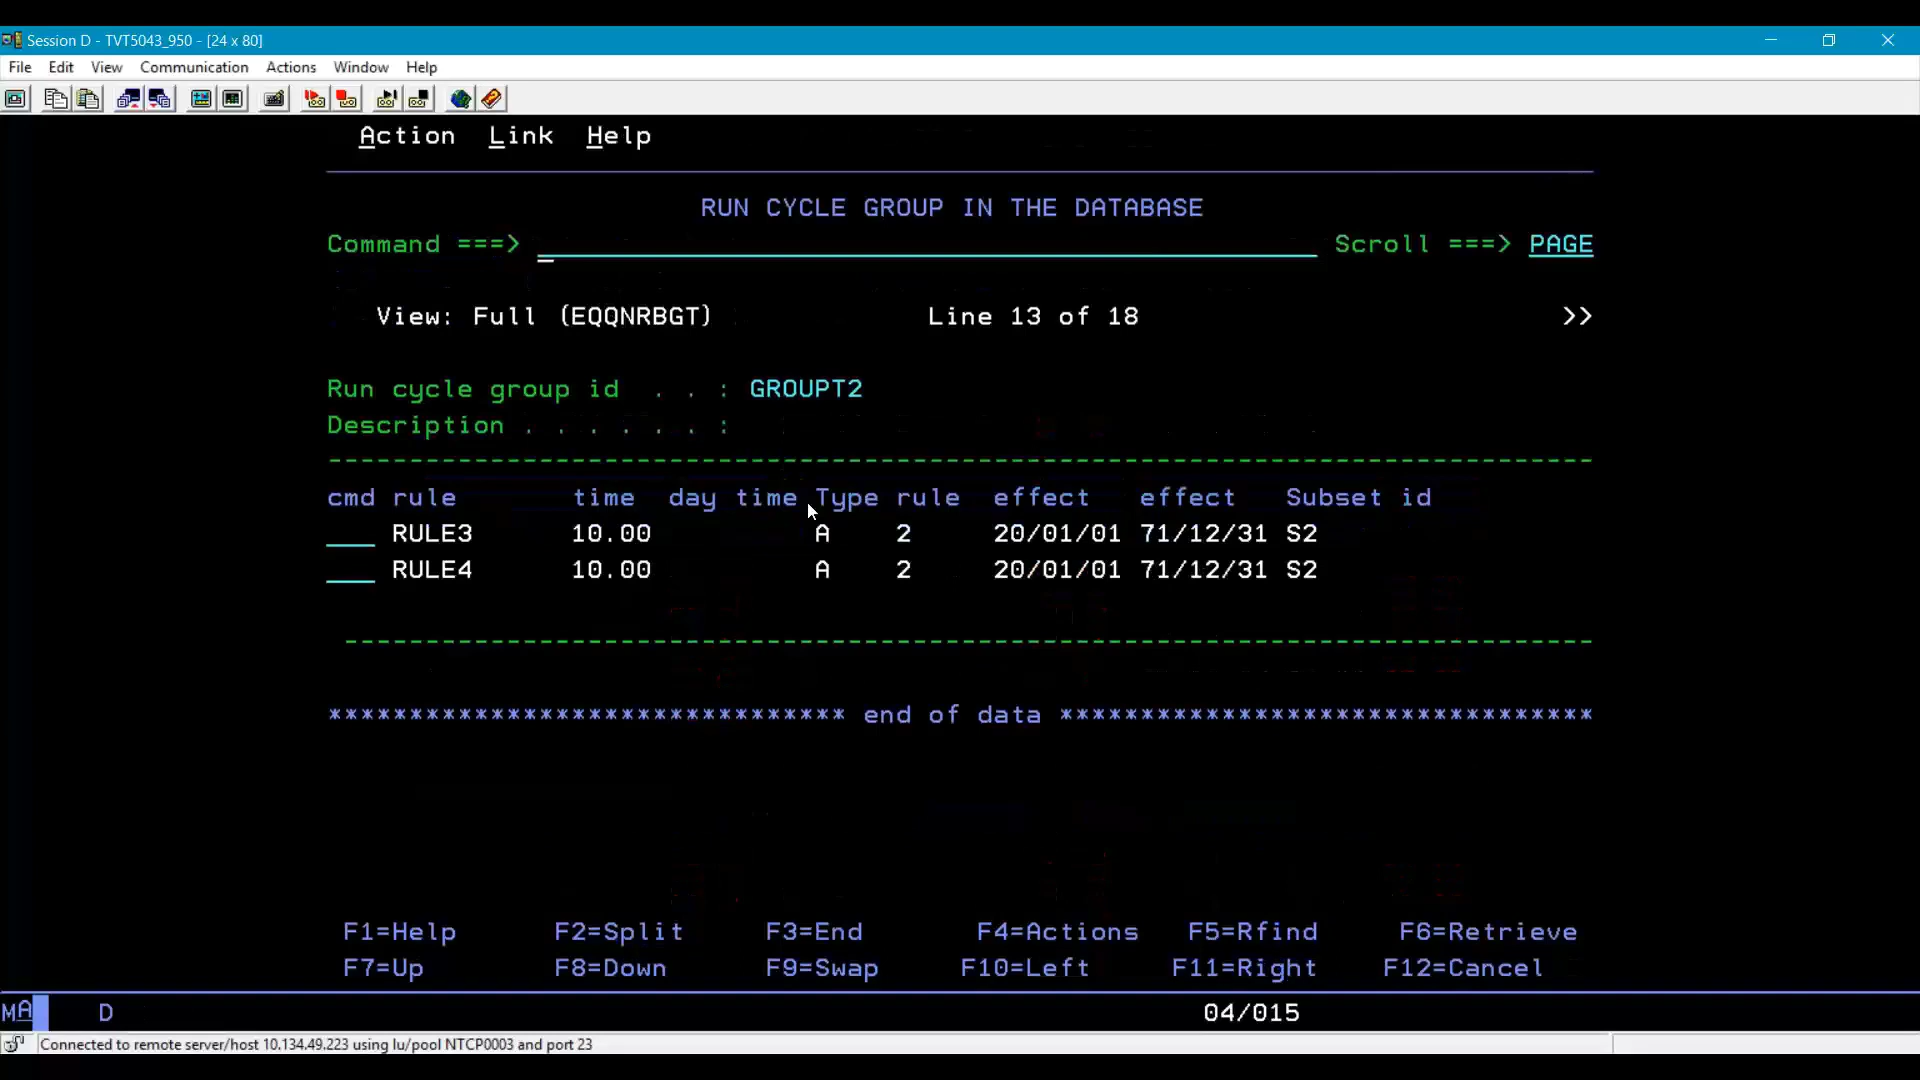 Session D - TVT5043_950 - [24 x 80]
File Edit View Communication Actions Window Help
Action Link Help
RUN CYCLE GROUP IN THE DATABASE
Command ===> Scroll ===> PAGE
View: Full (EQQNRBGT) Line 13 of 18 >>
Run cycle group id . . : GROUPT2
Description . . . . . . :
cmd rule time day time Type rule effect effect Subset id
RULE3 10.00 A 2 20/01/01 71/12/31 S2
RULE4 10.00 A 2 20/01/01 71/12/31 S2
******************************** end of data *********************************
F1=Help F2=Split F3=End F4=Actions F5=Rfind F6=Retrieve
F7=Up F8=Down F9=Swap F10=Left F11=Right F12=Cancel
MA D 04/015
Connected to remote server/host 10.134.49.223 using lu/pool NTCP0003 and port 23